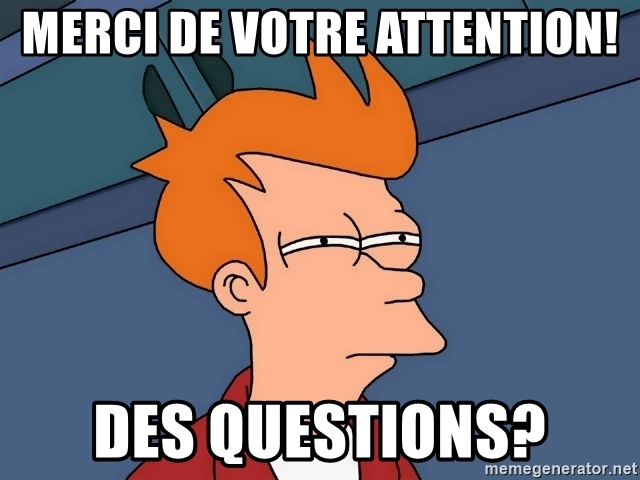 MERCI DE VOTRE ATTENTION!
DES QUESTIONS?
memegenerator.net